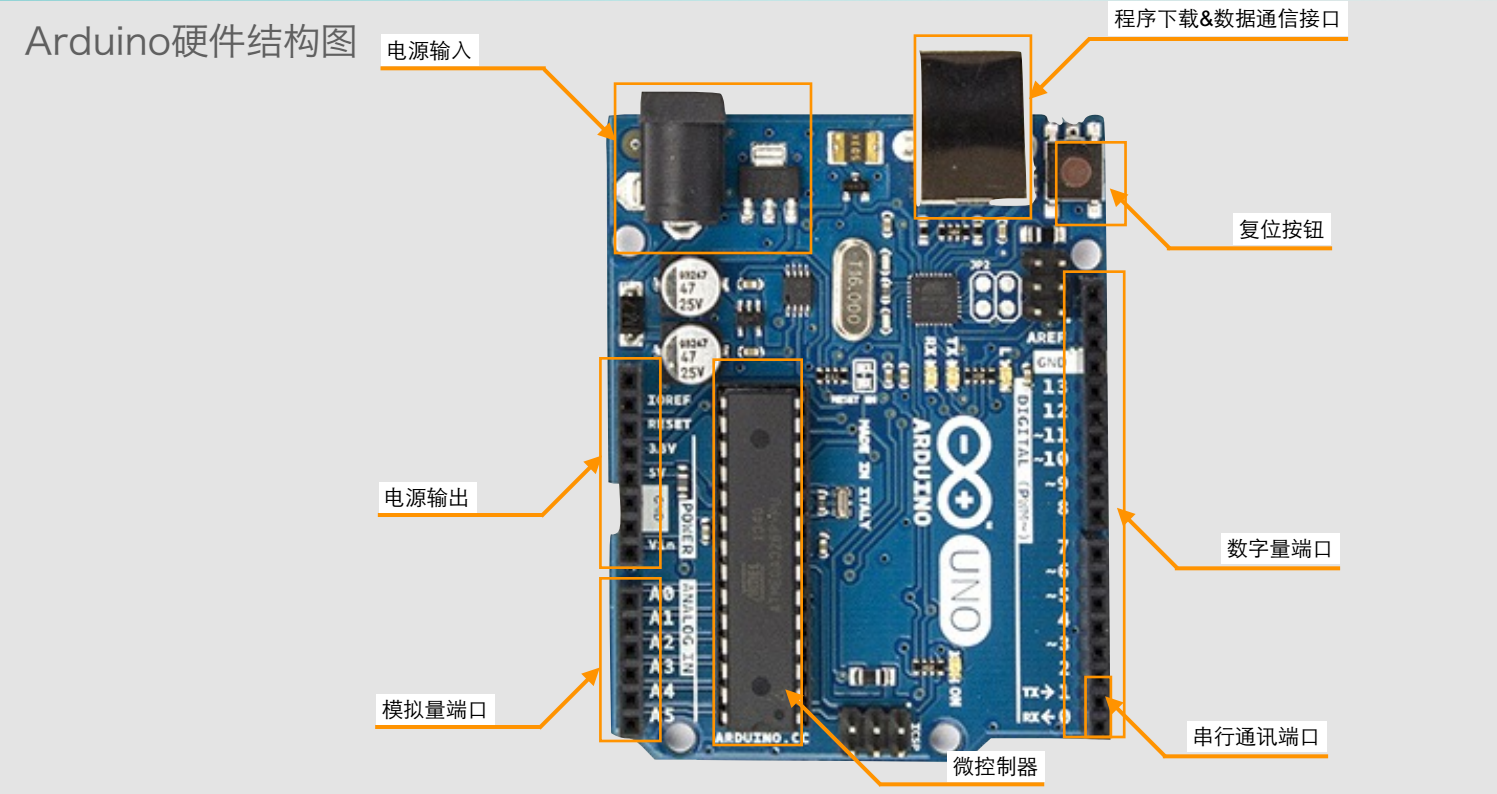 Arduino硬件结构图
电源输入
程序下载&数据通信接口
复位按钮
电源输出
数字量端口
模拟量端口
串行通讯端口
微控制器
47
25V
47
25V
T16.000
JP2
RX
TX
L
RESET EN
AREF
GND
13
12
~11
~10
~9
8
7
~6
~5
4
~3
2
TX→1
RX←0
DIGITAL (PWM~)
IOREF
RESET
3.3V
5V
GND
Vin
POWER
A0
A1
A2
A3
A4
A5
ANALOG IN
MADE IN ITALY
ARDUINO
UNO
ON
ICSP
ARDUINO.CC